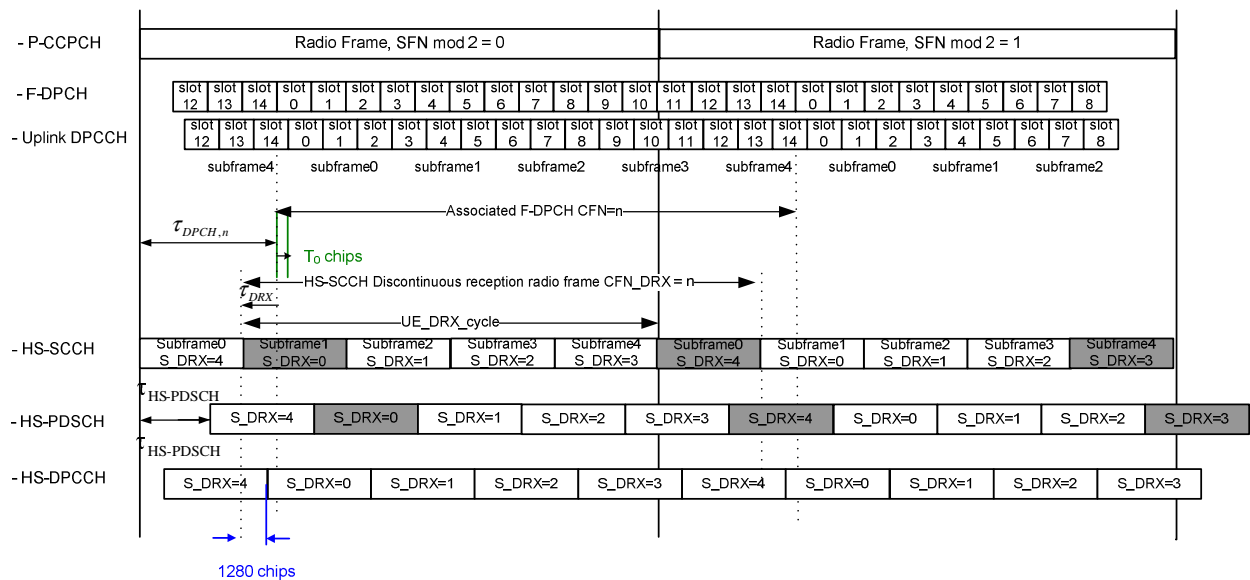 - P-CCPCH
Radio Frame, SFN mod 2 = 0
Radio Frame, SFN mod 2 = 1
- F-DPCH
slot 12 slot 13 slot 14 slot 0 slot 1 slot 2 slot 3 slot 4 slot 5 slot 6 slot 7 slot 8 slot 9 slot 10 slot 11 slot 12 slot 13 slot 14 slot 0 slot 1 slot 2 slot 3 slot 4 slot 5 slot 6 slot 7 slot 8
- Uplink DPCCH
slot 12 slot 13 slot 14 slot 0 slot 1 slot 2 slot 3 slot 4 slot 5 slot 6 slot 7 slot 8 slot 9 slot 10 slot 11 slot 12 slot 13 slot 14 slot 0 slot 1 slot 2 slot 3 slot 4 slot 5 slot 6 slot 7 slot 8
subframe4 subframe0 subframe1 subframe2 subframe3 subframe4 subframe0 subframe1 subframe2
Associated F-DPCH CFN=n
τDPCH,n
T0 chips
HS-SCCH Discontinuous reception radio frame CFN_DRX = n
τDRX
UE_DRX_cycle
- HS-SCCH
Subframe0 Subframe1 Subframe2 Subframe3 Subframe4 Subframe0 Subframe1 Subframe2 Subframe3 Subframe4
S_DRX=4 S_DRX=0 S_DRX=1 S_DRX=2 S_DRX=3 S_DRX=4 S_DRX=0 S_DRX=1 S_DRX=2 S_DRX=3
τHS-PDSCH
- HS-PDSCH
S_DRX=4 S_DRX=0 S_DRX=1 S_DRX=2 S_DRX=3 S_DRX=4 S_DRX=0 S_DRX=1 S_DRX=2 S_DRX=3
τHS-PDSCH
- HS-DPCCH
S_DRX=4 S_DRX=0 S_DRX=1 S_DRX=2 S_DRX=3 S_DRX=4 S_DRX=0 S_DRX=1 S_DRX=2 S_DRX=3
1280 chips